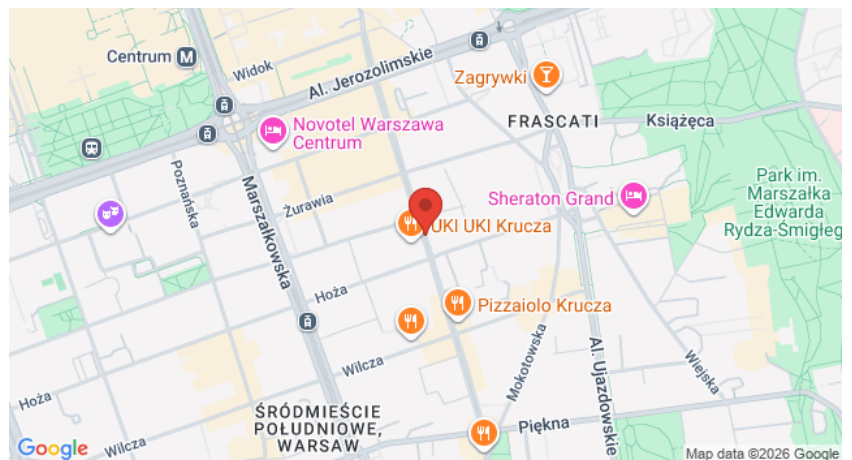 Centrum M
Widok
Al. Jerozolimskie
Zagrywki
FRASCATI
Książęca
Novotel Warszawa
Centrum
Poznańska
Marszałkowska
Żurawia
Sheraton Grand
Park im.
Marszałka
Edwarda
Rydza-Śmigłeg
UKI UKI Krucza
Hoża
Pizzaiolo Krucza
Wilcza
Mokotowska
Al. Ujazdowskie
Wiejska
Hoża
ŚRÓDMIEŚCIE
POŁUDNIOWE,
WARSAW
Piękna
Wilcza
Google
Map data ©2026 Google